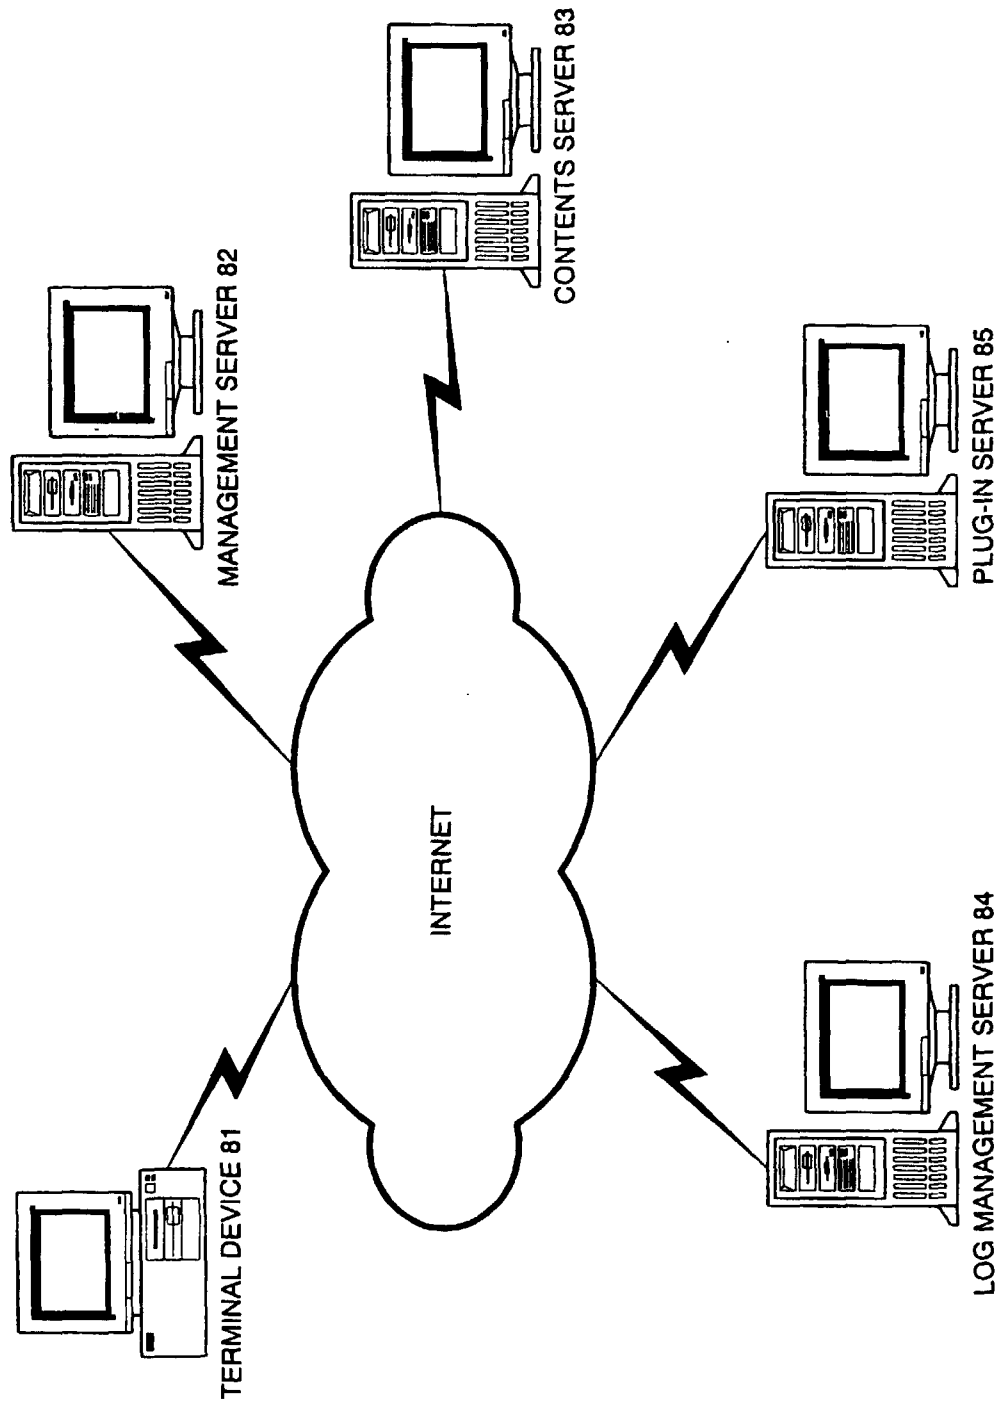 TERMINAL DEVICE 81
MANAGEMENT SERVER 82
CONTENTS SERVER 83
INTERNET
LOG MANAGEMENT SERVER 84
PLUG-IN SERVER 85